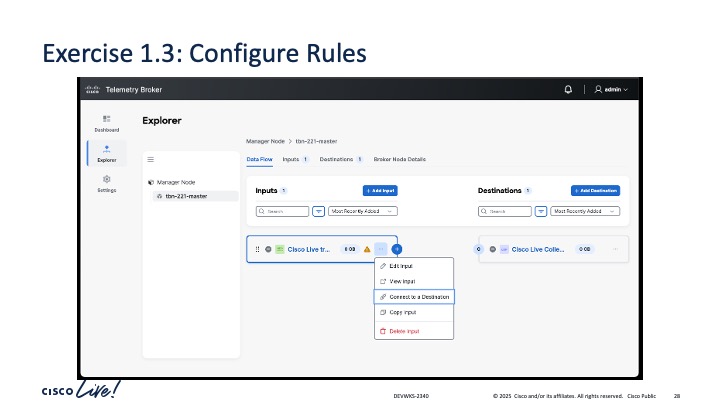 Exercise 1.3: Configure Rules
CISCO
Telemetry Broker
admin
Dashboard
Explorer
Settings
Explorer
Manager Node > tbn-221-master
Manager Node
tbn-221-master
Data Flow Inputs 1 Destinations 1 Broker Node Details
Inputs 1 + Add Input
Search Most Recently Added
Destinations 1 + Add Destination
Search Most Recently Added
Cisco Live tr... 0 0B
0 Cisco Live Colle... 0 0B
Edit Input
View Input
Connect to a Destination
Copy Input
Delete Input
CISCO Live!
DEVWKS-2340
© 2025 Cisco and/or its affiliates. All rights reserved. Cisco Public
28